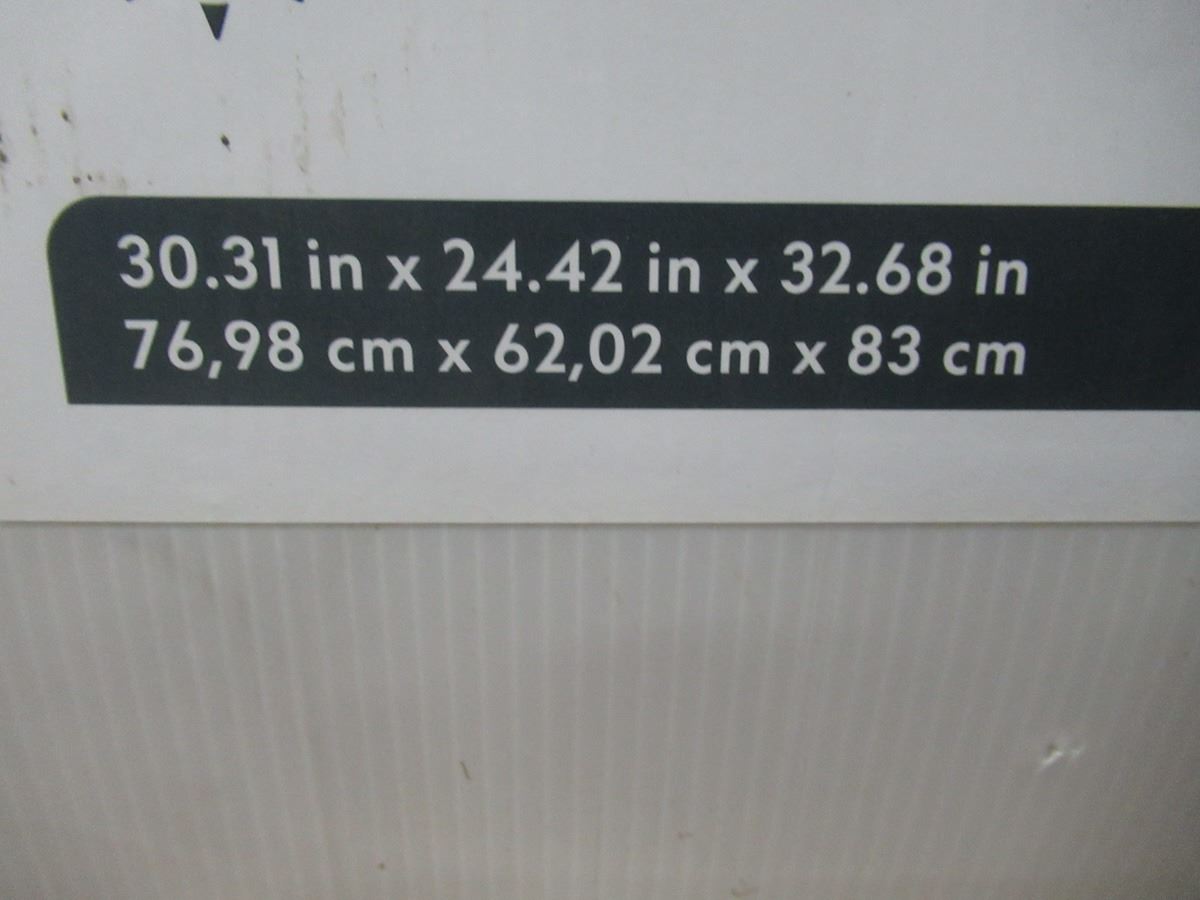 30.31 in x 24.42 in x 32.68 in
76,98 cm x 62,02 cm x 83 cm